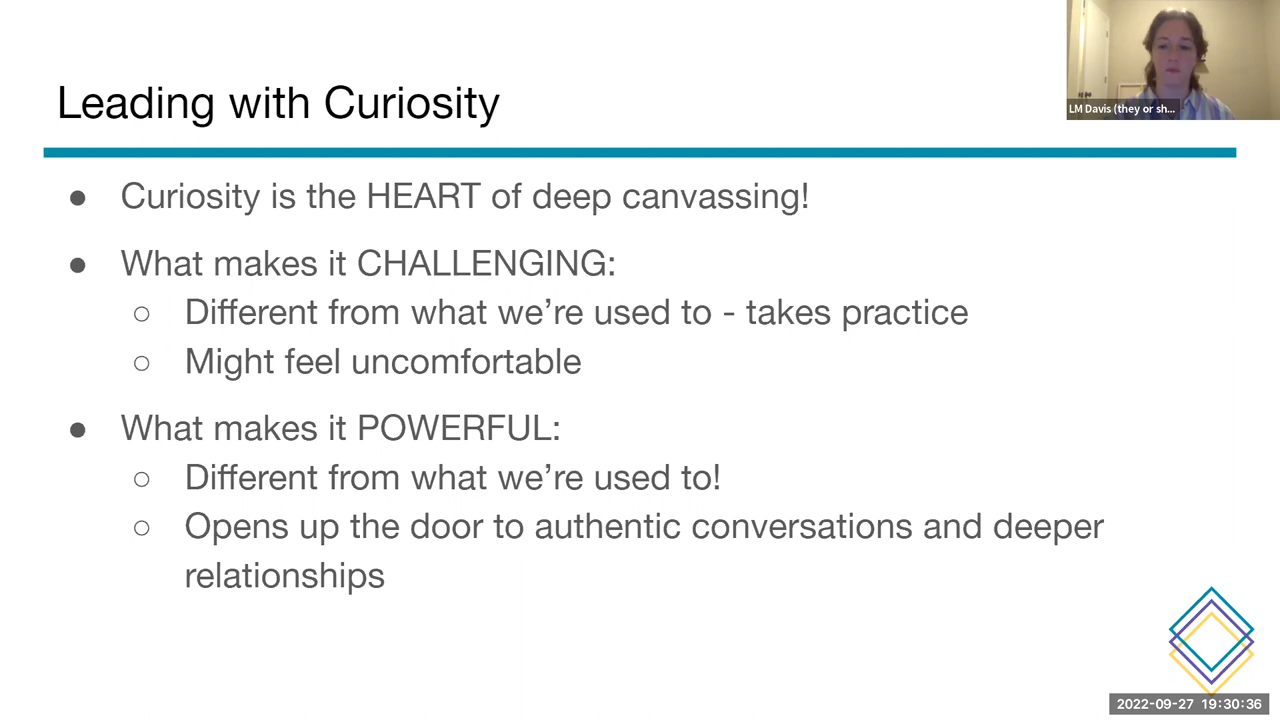 Leading with Curiosity
LM Davis (they or sh...
● Curiosity is the HEART of deep canvassing!
● What makes it CHALLENGING:
○ Different from what we’re used to - takes practice
○ Might feel uncomfortable
● What makes it POWERFUL:
○ Different from what we’re used to!
○ Opens up the door to authentic conversations and deeper
relationships
2022-09-27 19:30:36